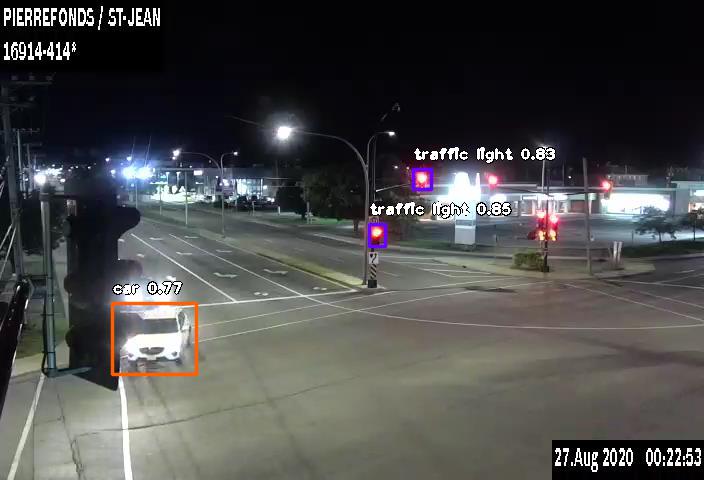 PIERREFONDS / ST-JEAN
16914-414*
traffic light 0.83
traffic light 0.85
car 0.77
27.Aug 2020 00:22:53